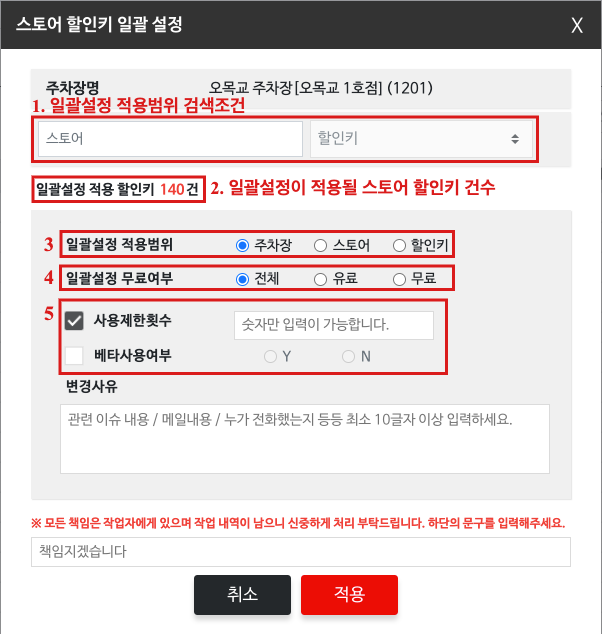 스토어 할인키 일괄 설정 X
주차장명 오목교 주차장[오목교 1호점] (1201)
1. 일괄설정 적용범위 검색조건
스토어 할인키
일괄설정 적용 할인키 140건 2. 일괄설정이 적용될 스토어 할인키 건수
3 일괄설정 적용범위 주차장 스토어 할인키
4 일괄설정 무료여부 전체 유료 무료
5 사용제한횟수 숫자만 입력이 가능합니다.
베타사용여부 Y N
변경사유
관련 이슈 내용 / 메일내용 / 누가 전화했는지 등등 최소 10글자 이상 입력하세요.
※ 모든 책임은 작업자에게 있으며 작업 내역이 남으니 신중하게 처리 부탁드립니다. 하단의 문구를 입력해주세요.
책임지겠습니다
취소 적용